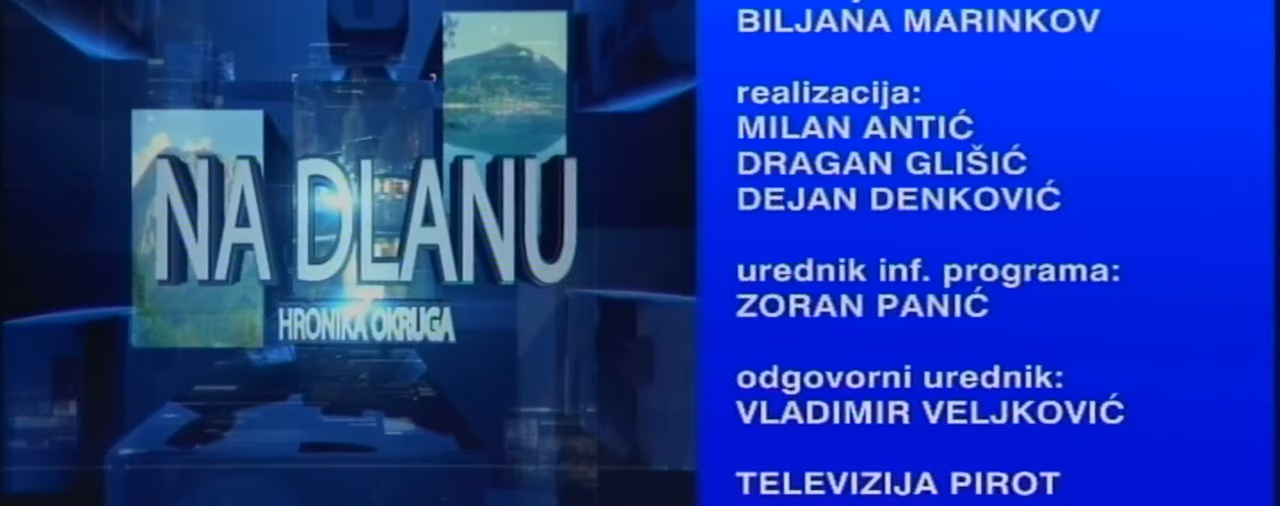 NA DLANU
HRONIKA OKRUGA
BILJANA MARINKOV
realizacija:
MILAN ANTIĆ
DRAGAN GLIŠIĆ
DEJAN DENKOVIĆ
urednik inf. programa:
ZORAN PANIĆ
odgovorni urednik:
VLADIMIR VELJKOVIĆ
TELEVIZIJA PIROT